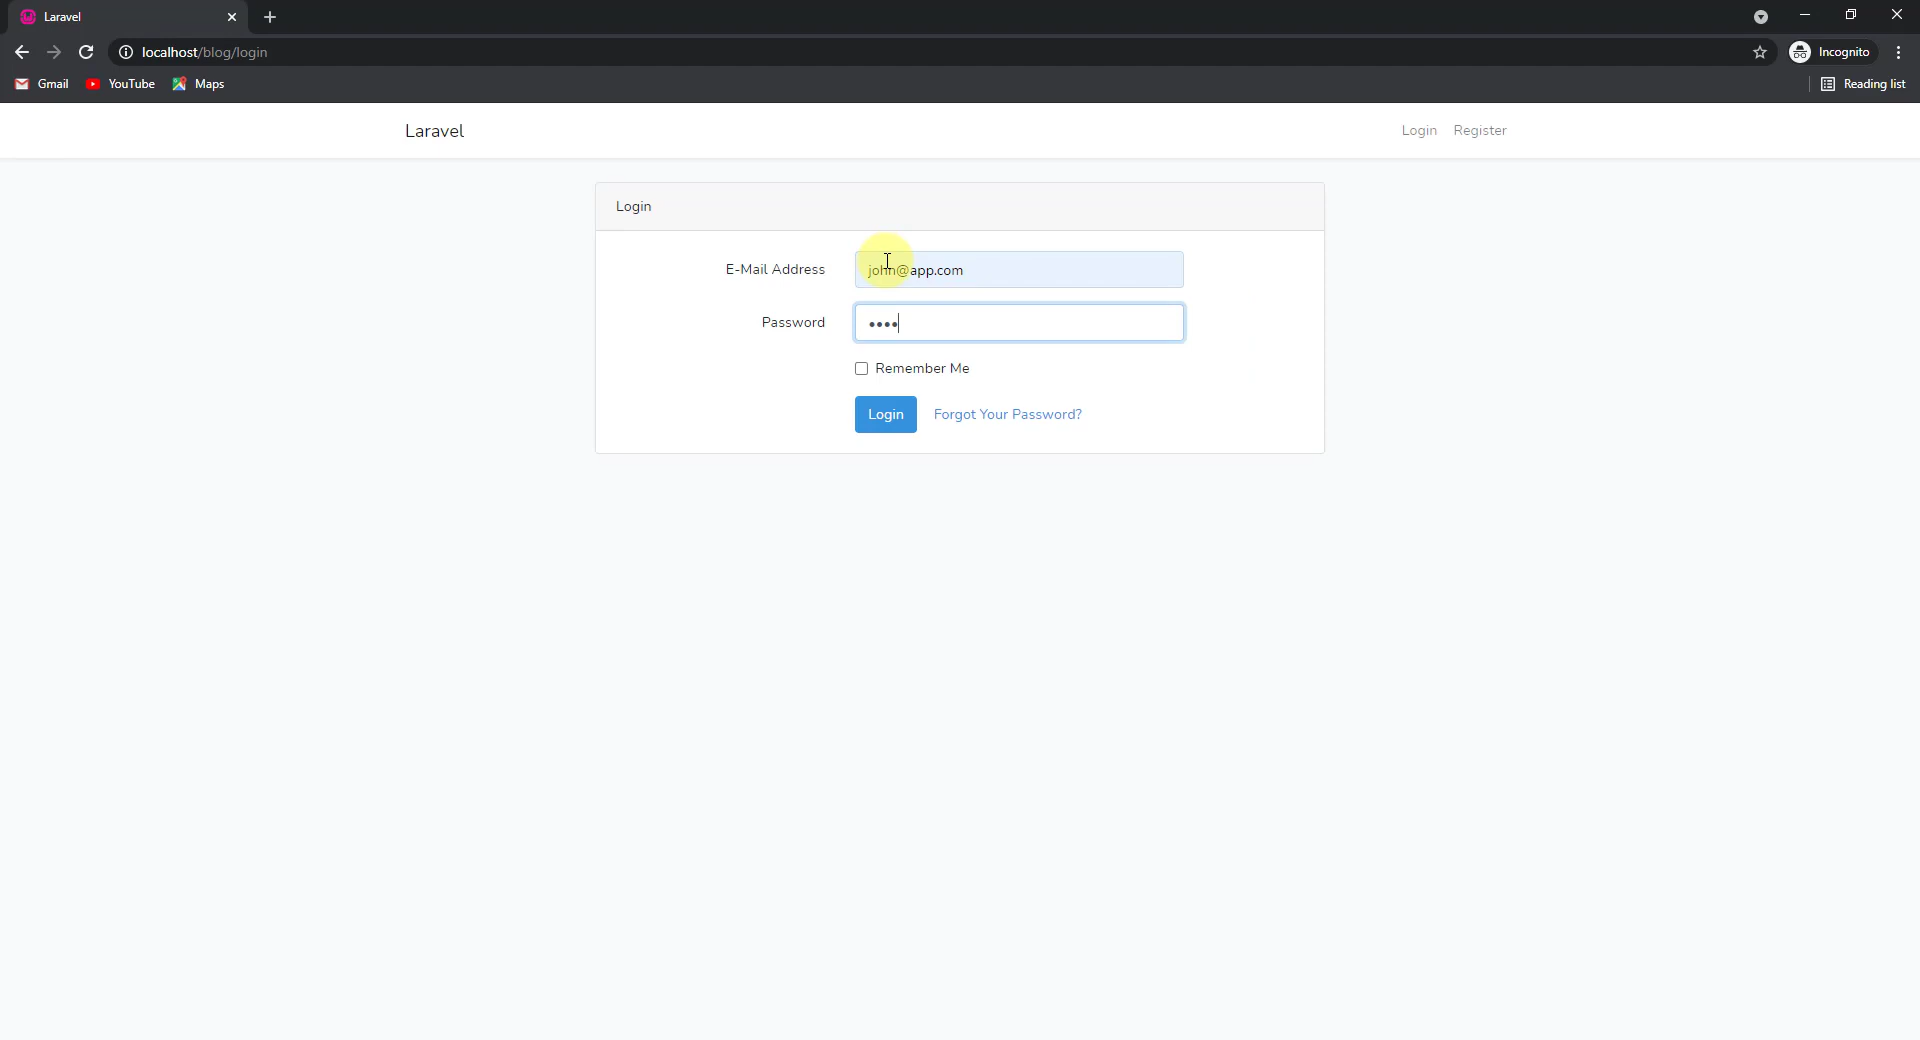 Laravel
localhost/blog/login
Incognito
Gmail YouTube Maps Reading list
Laravel Login Register
Login
E-Mail Address john@app.com
Password ••••
Remember Me
Login Forgot Your Password?